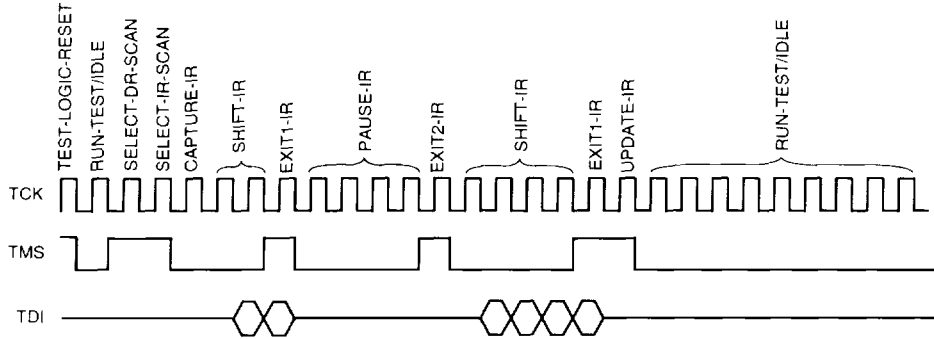 TEST-LOGIC-RESET
RUN-TEST/IDLE
SELECT-DR-SCAN
SELECT-IR-SCAN
CAPTURE-IR
SHIFT-IR
EXIT1-IR
PAUSE-IR
EXIT2-IR
SHIFT-IR
EXIT1-IR
UPDATE-IR
RUN-TEST/IDLE
TCK
TMS
TDI